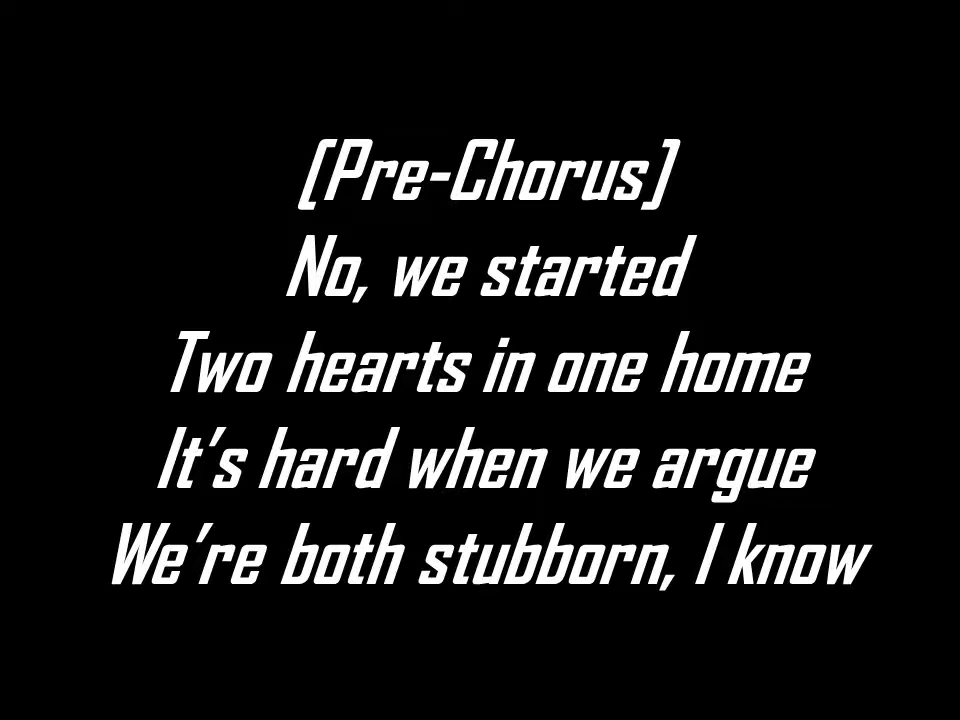 [Pre-Chorus]
No, we started
Two hearts in one home
It's hard when we argue
We're both stubborn, I know